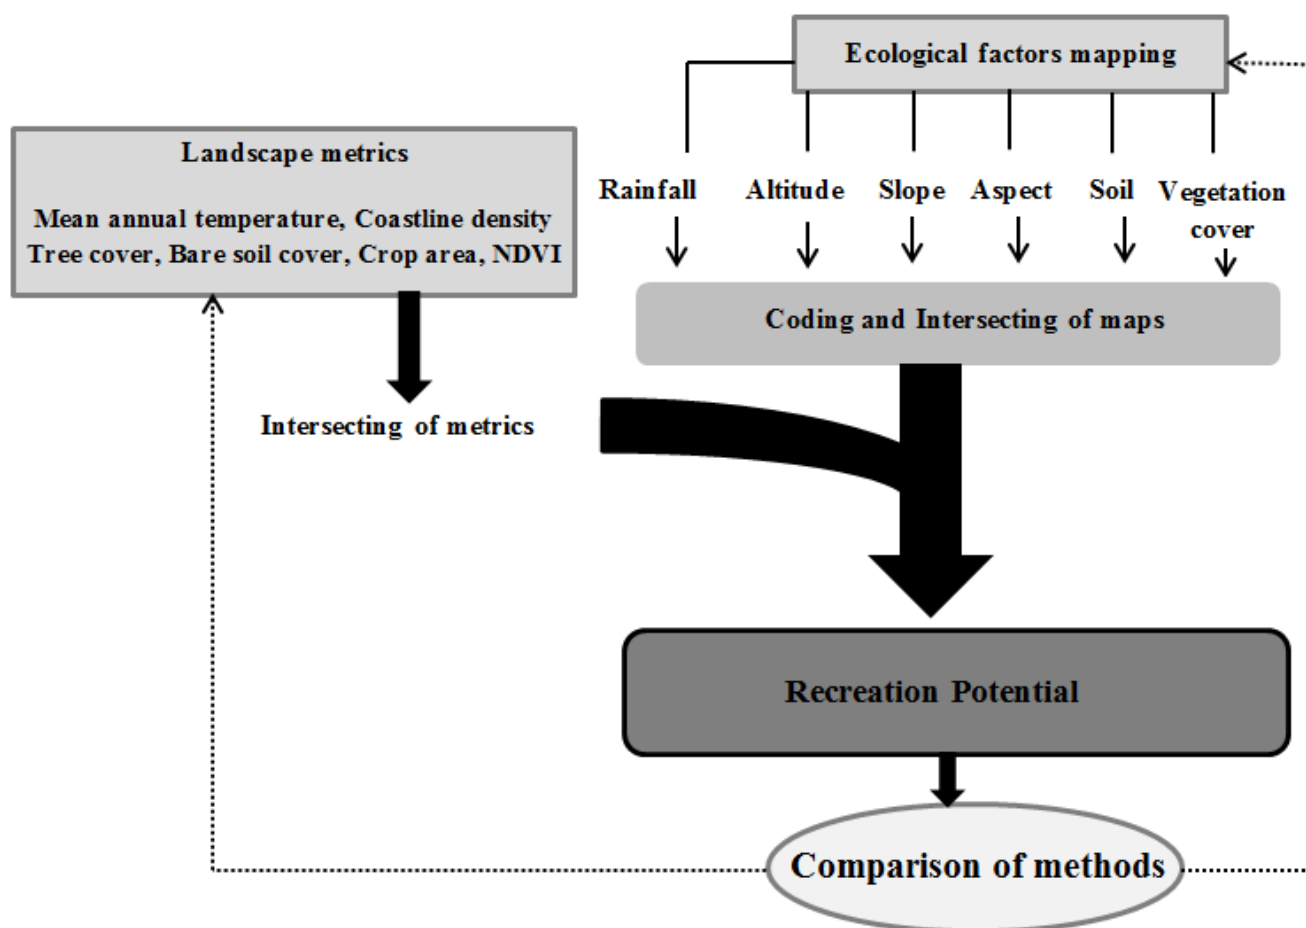 Ecological factors mapping
Landscape metrics
Mean annual temperature, Coastline density
Tree cover, Bare soil cover, Crop area, NDVI
Rainfall
Altitude
Slope
Aspect
Soil
Vegetation
cover
Coding and Intersecting of maps
Intersecting of metrics
Recreation Potential
Comparison of methods